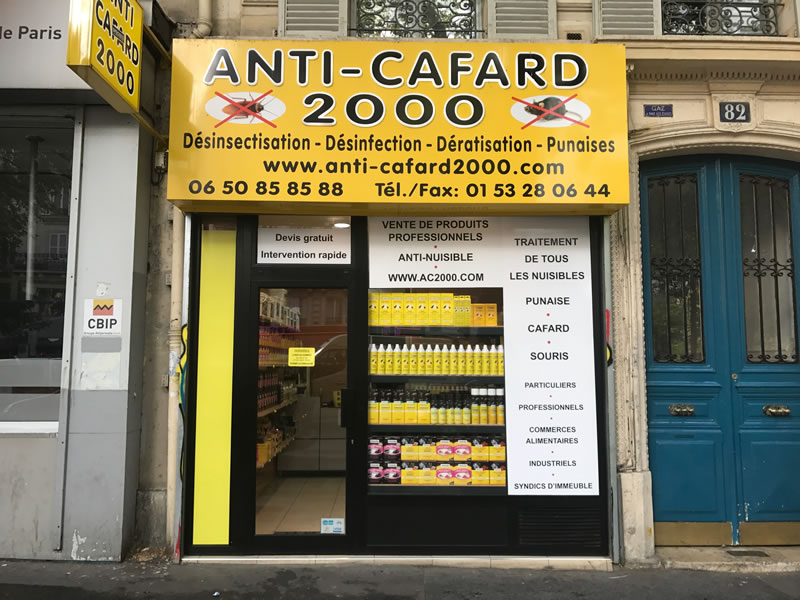 de Paris
ANTI
CAFARD
2000
ANTI-CAFARD
2000
Désinsectisation - Désinfection - Dératisation - Punaises
www.anti-cafard2000.com
06 50 85 85 88 Tél./Fax: 01 53 28 06 44
GAZ
82
Devis gratuit
Intervention rapide
VENTE DE PRODUITS
PROFESSIONNELS
ANTI-NUISIBLE
WWW.AC2000.COM
TRAITEMENT
DE TOUS
LES NUISIBLES
PUNAISE
CAFARD
SOURIS
PARTICULIERS
PROFESSIONNELS
COMMERCES
ALIMENTAIRES
INDUSTRIELS
SYNDICS D'IMMEUBLE
CBIP